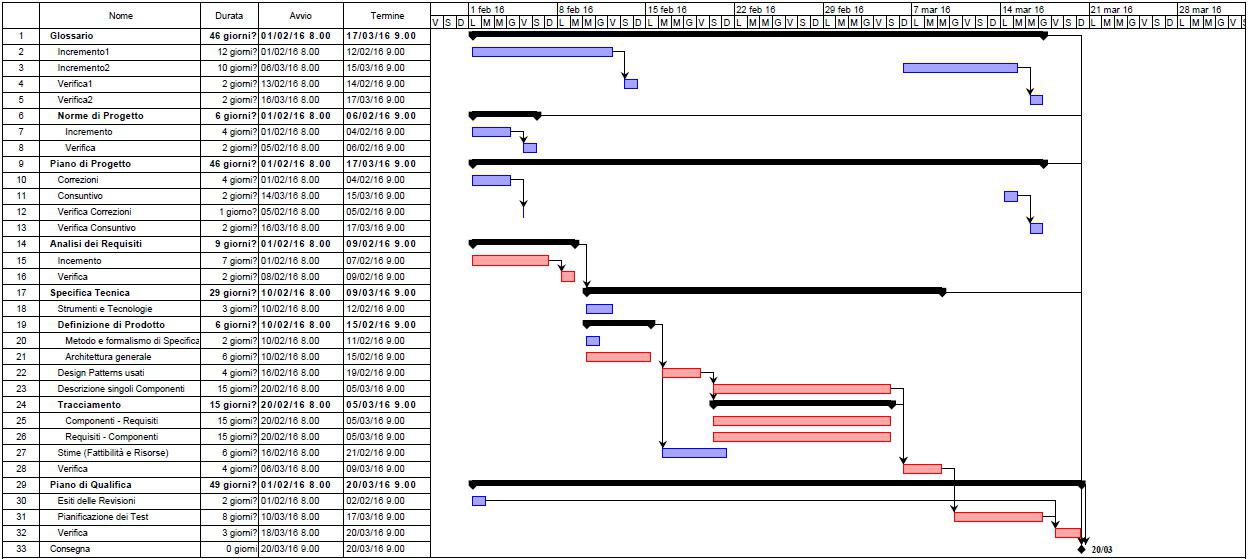 Nome Durata Avvio Termine 1 feb 16 8 feb 16 15 feb 16 22 feb 16 29 feb 16 7 mar 16 14 mar 16 21 mar 16 28 mar 16
V S D L M M G V S D L M M G V S D L M M G V S D L M M G V S D L M M G V S D L M M G V S D L M M G V S D L M M G V S D L M M G V S
1 Glossario 46 giorni? 01/02/16 8.00 17/03/16 9.00
2 Incremento1 12 giorni? 01/02/16 8.00 12/02/16 9.00
3 Incremento2 10 giorni? 06/03/16 8.00 15/03/16 9.00
4 Verifica1 2 giorni? 13/02/16 8.00 14/02/16 9.00
5 Verifica2 2 giorni? 16/03/16 8.00 17/03/16 9.00
6 Norme di Progetto 6 giorni? 01/02/16 8.00 06/02/16 9.00
7 Incremento 4 giorni? 01/02/16 8.00 04/02/16 9.00
8 Verifica 2 giorni? 05/02/16 8.00 06/02/16 9.00
9 Piano di Progetto 46 giorni? 01/02/16 8.00 17/03/16 9.00
10 Correzioni 4 giorni? 01/02/16 8.00 04/02/16 9.00
11 Consuntivo 2 giorni? 14/03/16 8.00 15/03/16 9.00
12 Verifica Correzioni 1 giorno? 05/02/16 8.00 05/02/16 9.00
13 Verifica Consuntivo 2 giorni? 16/03/16 8.00 17/03/16 9.00
14 Analisi dei Requisiti 9 giorni? 01/02/16 8.00 09/02/16 9.00
15 Incemento 7 giorni? 01/02/16 8.00 07/02/16 9.00
16 Verifica 2 giorni? 08/02/16 8.00 09/02/16 9.00
17 Specifica Tecnica 29 giorni? 10/02/16 8.00 09/03/16 9.00
18 Strumenti e Tecnologie 3 giorni? 10/02/16 8.00 12/02/16 9.00
19 Definizione di Prodotto 6 giorni? 10/02/16 8.00 15/02/16 9.00
20 Metodo e formalismo di Specifica 2 giorni? 10/02/16 8.00 11/02/16 9.00
21 Architettura generale 6 giorni? 10/02/16 8.00 15/02/16 9.00
22 Design Patterns usati 4 giorni? 16/02/16 8.00 19/02/16 9.00
23 Descrizione singoli Componenti 15 giorni? 20/02/16 8.00 05/03/16 9.00
24 Tracciamento 15 giorni? 20/02/16 8.00 05/03/16 9.00
25 Componenti - Requisiti 15 giorni? 20/02/16 8.00 05/03/16 9.00
26 Requisiti - Componenti 15 giorni? 20/02/16 8.00 05/03/16 9.00
27 Stime (Fattibilità e Risorse) 6 giorni? 16/02/16 8.00 21/02/16 9.00
28 Verifica 4 giorni? 06/03/16 8.00 09/03/16 9.00
29 Piano di Qualifica 49 giorni? 01/02/16 8.00 20/03/16 9.00
30 Esiti delle Revisioni 2 giorni? 01/02/16 8.00 02/02/16 9.00
31 Pianificazione dei Test 8 giorni? 10/03/16 8.00 17/03/16 9.00
32 Verifica 3 giorni? 18/03/16 8.00 20/03/16 9.00
33 Consegna 0 giorni 20/03/16 9.00 20/03/16 9.00 20/03